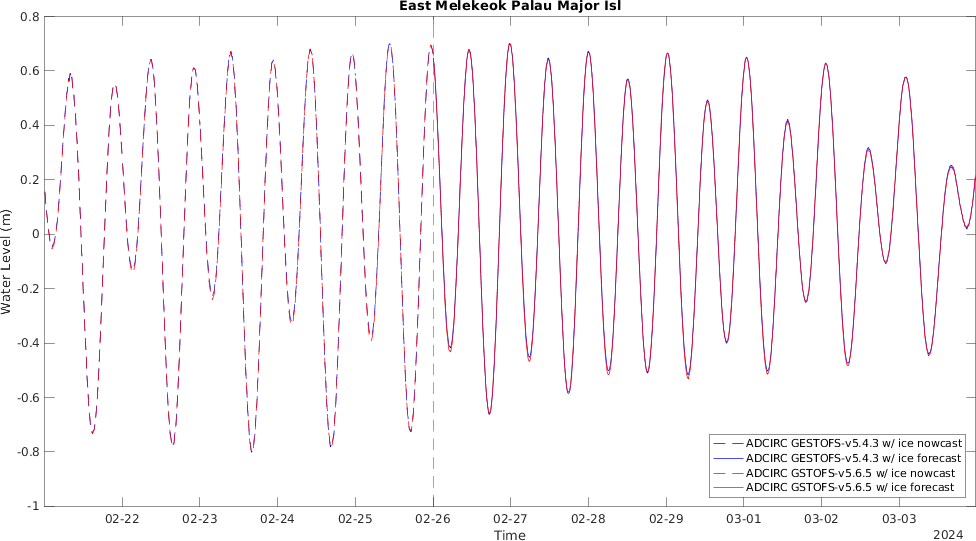 East Melekeok Palau Major Isl
0.8
0.6
0.4
0.2
0
-0.2
-0.4
-0.6
-0.8
-1
Water Level (m)
ADCIRC GESTOFS-v5.4.3 w/ ice nowcast
ADCIRC GESTOFS-v5.4.3 w/ ice forecast
ADCIRC GSTOFS-v5.6.5 w/ ice nowcast
ADCIRC GSTOFS-v5.6.5 w/ ice forecast
02-22 02-23 02-24 02-25 02-26 02-27 02-28 02-29 03-01 03-02 03-03
Time
2024